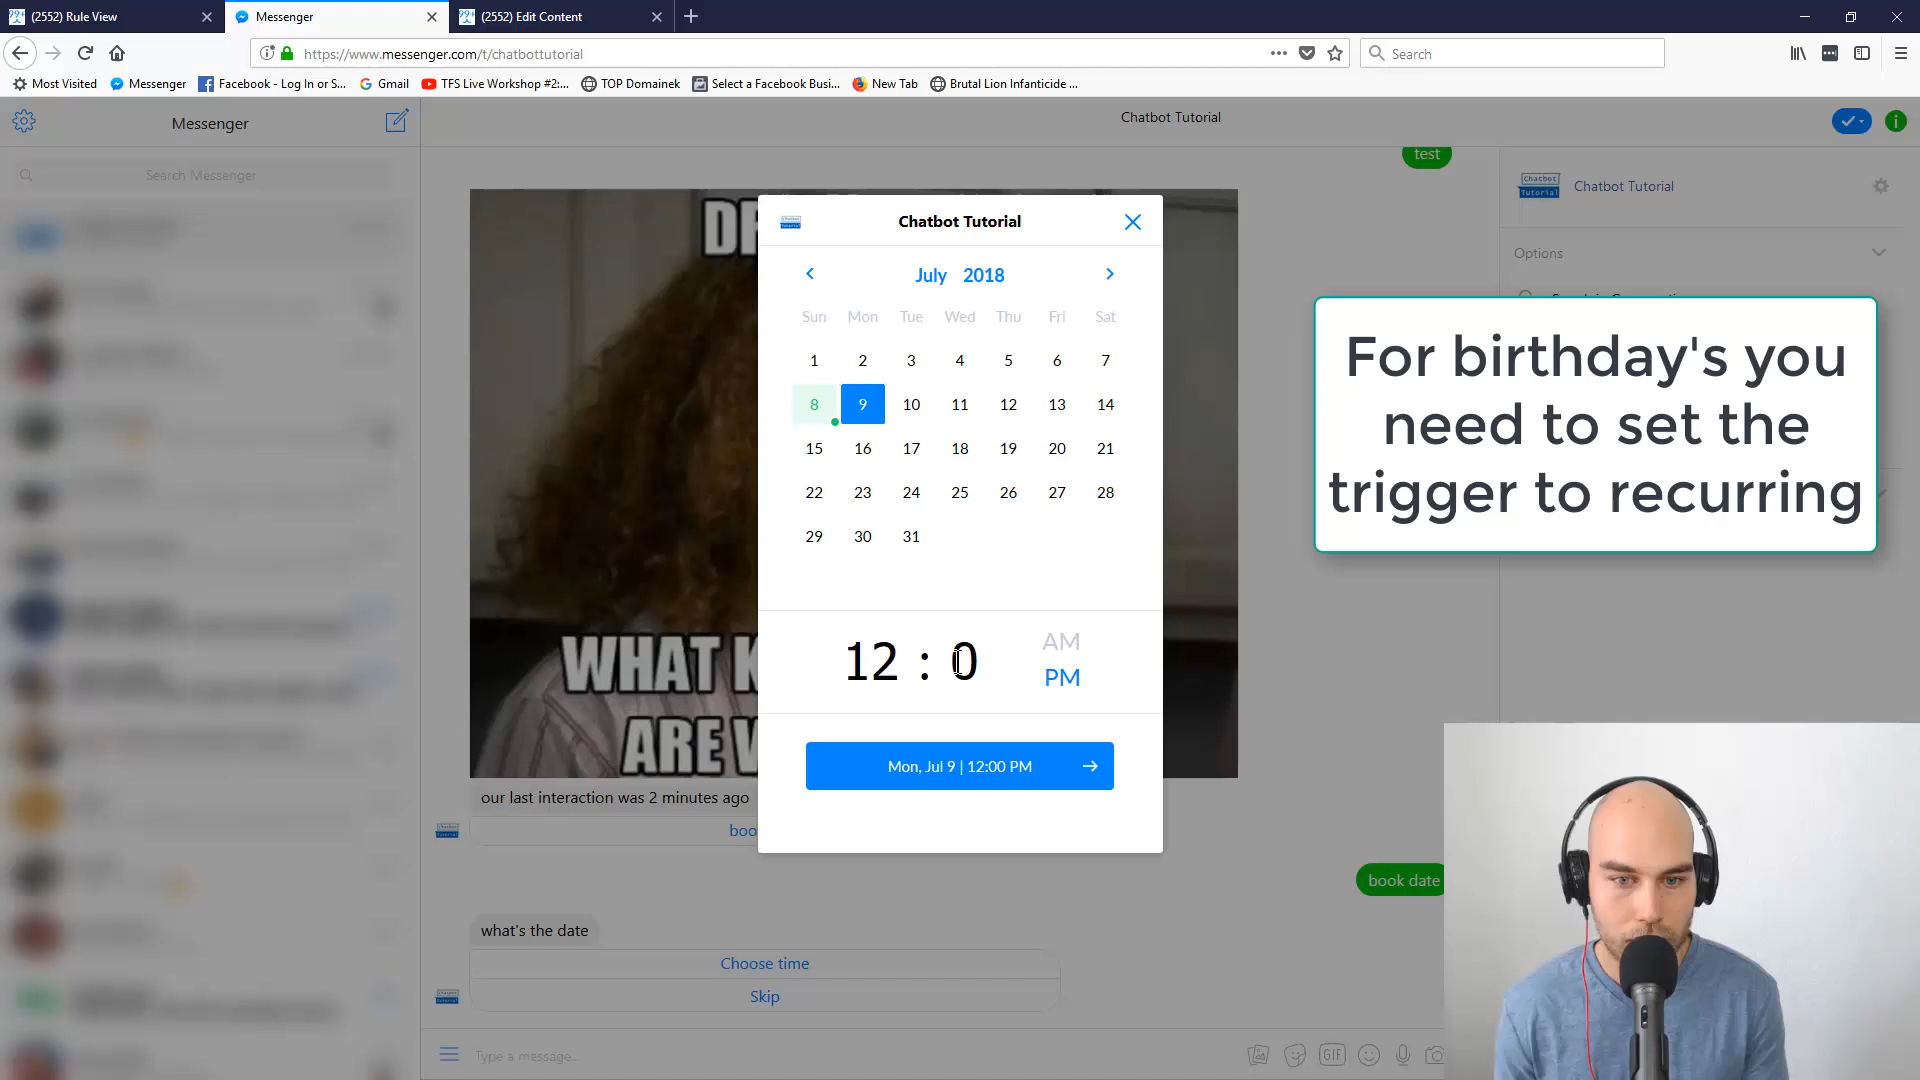 (2552) Rule View
Messenger
(2552) Edit Content
https://www.messenger.com/t/chatbottutorial
Search
Most Visited
Messenger
Facebook - Log In or S...
Gmail
TFS Live Workshop #2:...
TOP Domainek
Select a Facebook Busi...
New Tab
Brutal Lion Infanticide ...
Messenger
Search Messenger
Chatbot Tutorial
test
Chatbot Tutorial
Options
Chatbot Tutorial
July 2018
Sun Mon Tue Wed Thu Fri Sat
1 2 3 4 5 6 7
8 9 10 11 12 13 14
15 16 17 18 19 20 21
22 23 24 25 26 27 28
29 30 31
12 : 0
AM
PM
Mon, Jul 9 | 12:00 PM
For birthday's you
need to set the
trigger to recurring
WHAT
ARE
our last interaction was 2 minutes ago
boo
book date
what's the date
Choose time
Skip
Type a message...
GIF